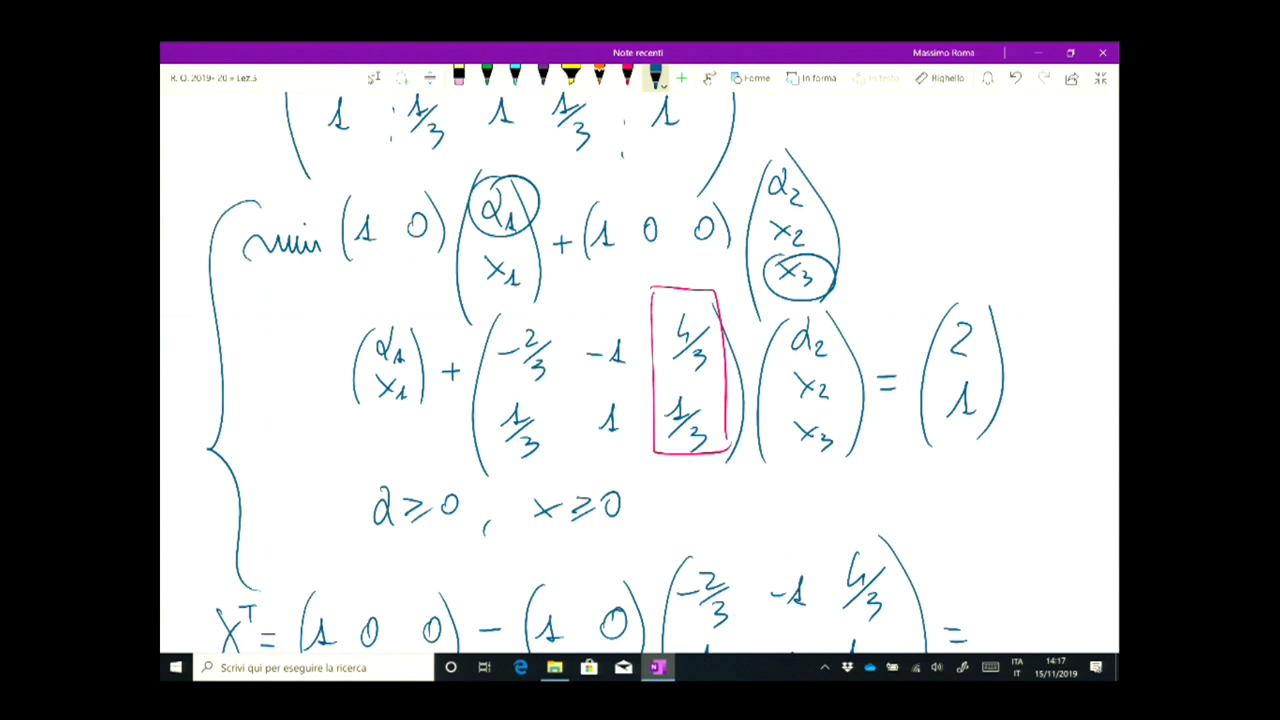 Note recenti
Massimo Roma
R. O. 2019- 20 » Lez.3
Forme
In forma
In testo
Righello
1 1/3 1 1/3 1
min (1 0) (α1 x1) + (1 0 0) (α2 x2 x3)
(α1 x1) + (-2/3 -1 4/3 1/3 1 1/3) (α2 x2 x3) = (2 1)
α ≥ 0 , x ≥ 0
γT = (1 0 0) - (1 0) (-2/3 -1 4/3 =
Scrivi qui per eseguire la ricerca
ITA
IT
14:17
15/11/2019